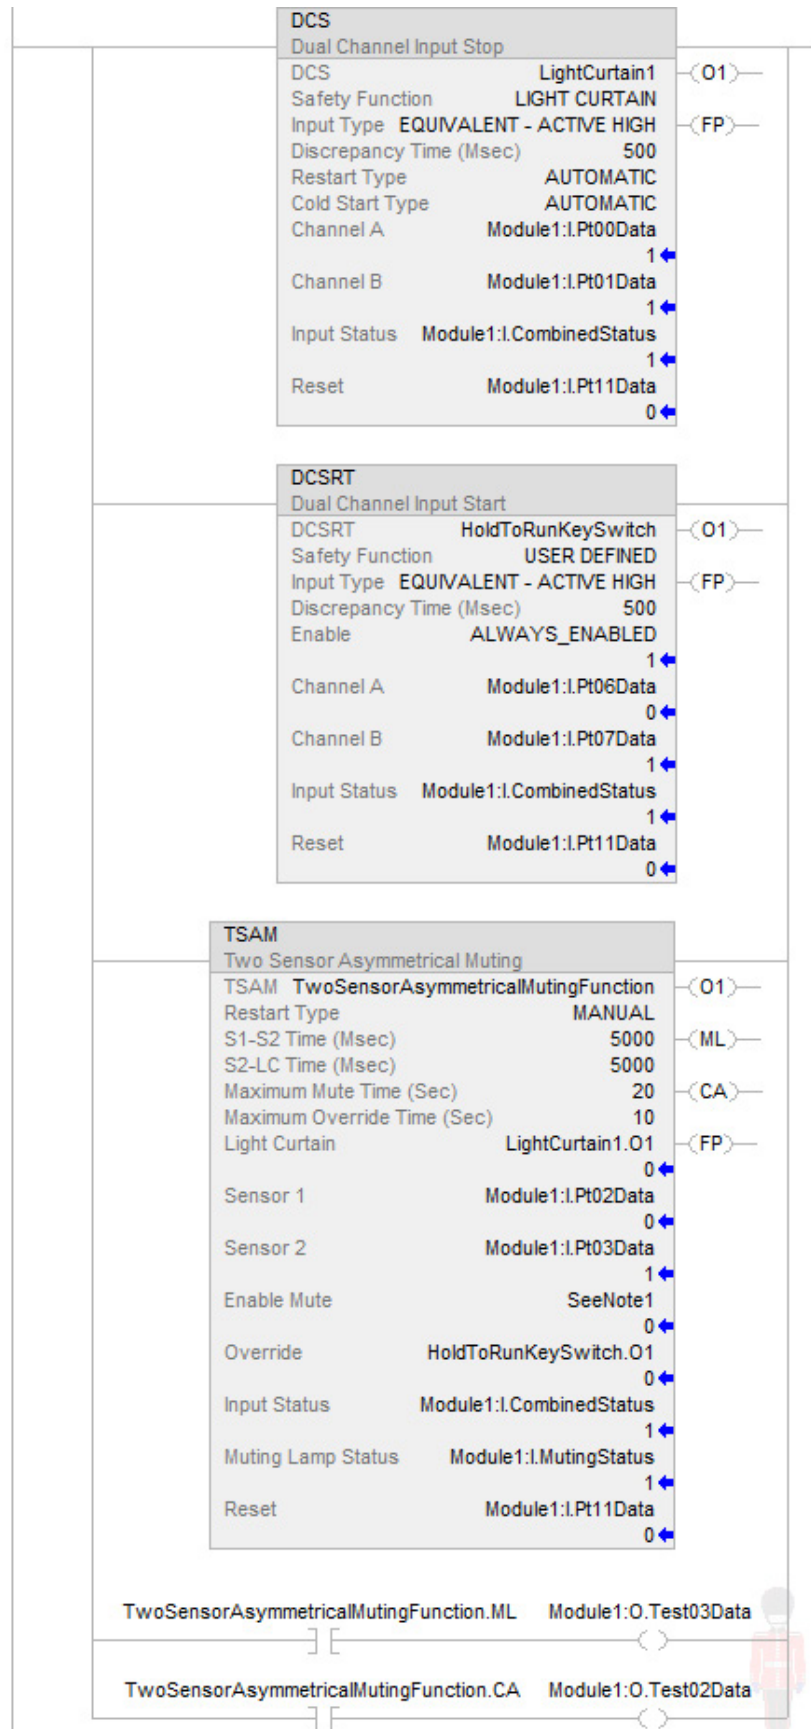 DCS
Dual Channel Input Stop
DCS LightCurtain1 (O1)
Safety Function LIGHT CURTAIN
Input Type EQUIVALENT - ACTIVE HIGH (FP)
Discrepancy Time (Msec) 500
Restart Type AUTOMATIC
Cold Start Type AUTOMATIC
Channel A Module1:I.Pt00Data
1
Channel B Module1:I.Pt01Data
1
Input Status Module1:I.CombinedStatus
1
Reset Module1:I.Pt11Data
0
DCSRT
Dual Channel Input Start
DCSRT HoldToRunKeySwitch (O1)
Safety Function USER DEFINED
Input Type EQUIVALENT - ACTIVE HIGH (FP)
Discrepancy Time (Msec) 500
Enable ALWAYS_ENABLED
1
Channel A Module1:I.Pt06Data
0
Channel B Module1:I.Pt07Data
1
Input Status Module1:I.CombinedStatus
1
Reset Module1:I.Pt11Data
0
TSAM
Two Sensor Asymmetrical Muting
TSAM TwoSensorAsymmetricalMutingFunction (O1)
Restart Type MANUAL
S1-S2 Time (Msec) 5000 (ML)
S2-LC Time (Msec) 5000
Maximum Mute Time (Sec) 20 (CA)
Maximum Override Time (Sec) 10
Light Curtain LightCurtain1.O1 (FP)
0
Sensor 1 Module1:I.Pt02Data
0
Sensor 2 Module1:I.Pt03Data
1
Enable Mute SeeNote1
0
Override HoldToRunKeySwitch.O1
0
Input Status Module1:I.CombinedStatus
1
Muting Lamp Status Module1:I.MutingStatus
1
Reset Module1:I.Pt11Data
0
TwoSensorAsymmetricalMutingFunction.ML Module1:O.Test03Data
TwoSensorAsymmetricalMutingFunction.CA Module1:O.Test02Data